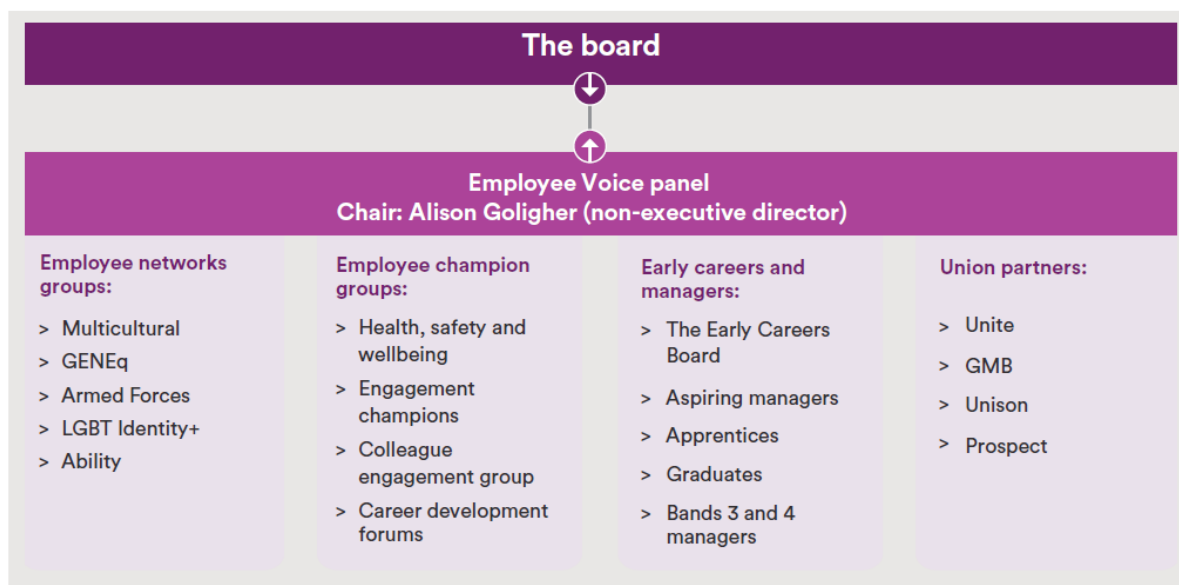 The board
Employee Voice panel
Chair: Alison Goligher (non-executive director)
Employee networks
groups:
> Multicultural
> GENEq
> Armed Forces
> LGBT Identity+
> Ability
Employee champion
groups:
> Health, safety and
wellbeing
> Engagement
champions
> Colleague
engagement group
> Career development
forums
Early careers and
managers:
> The Early Careers
Board
> Aspiring managers
> Apprentices
> Graduates
> Bands 3 and 4
managers
Union partners:
> Unite
> GMB
> Unison
> Prospect